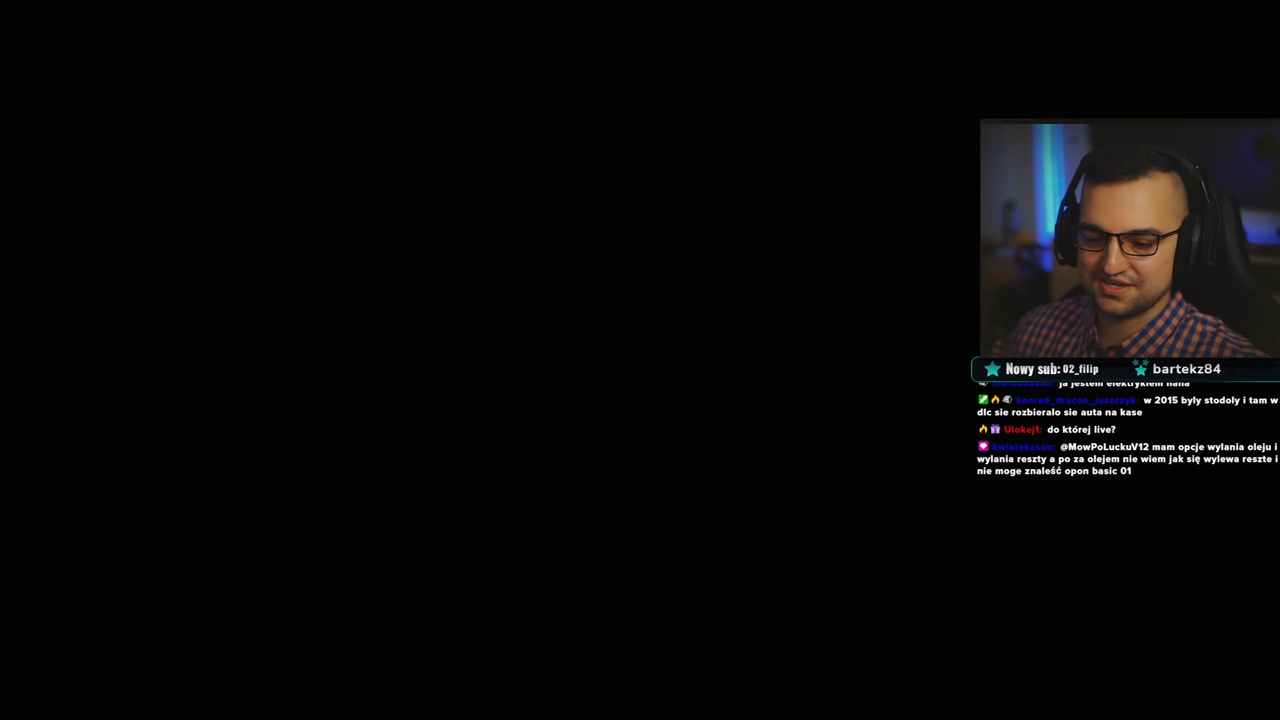 Nowy sub: 02_filip
bartekz84
ja jestem elektrykiem haha
konrad_dracon_juszczyk: w 2015 byly stodoly i tam w
dlc sie rozbieralo sie auta na kase
Ulokej1: do której live?
kwiatekxsun: @MowPoLuckuV12 mam opcje wylania oleju i
wylania reszty a po za olejem nie wiem jak się wylewa reszte i
nie moge znaleść opon basic 01